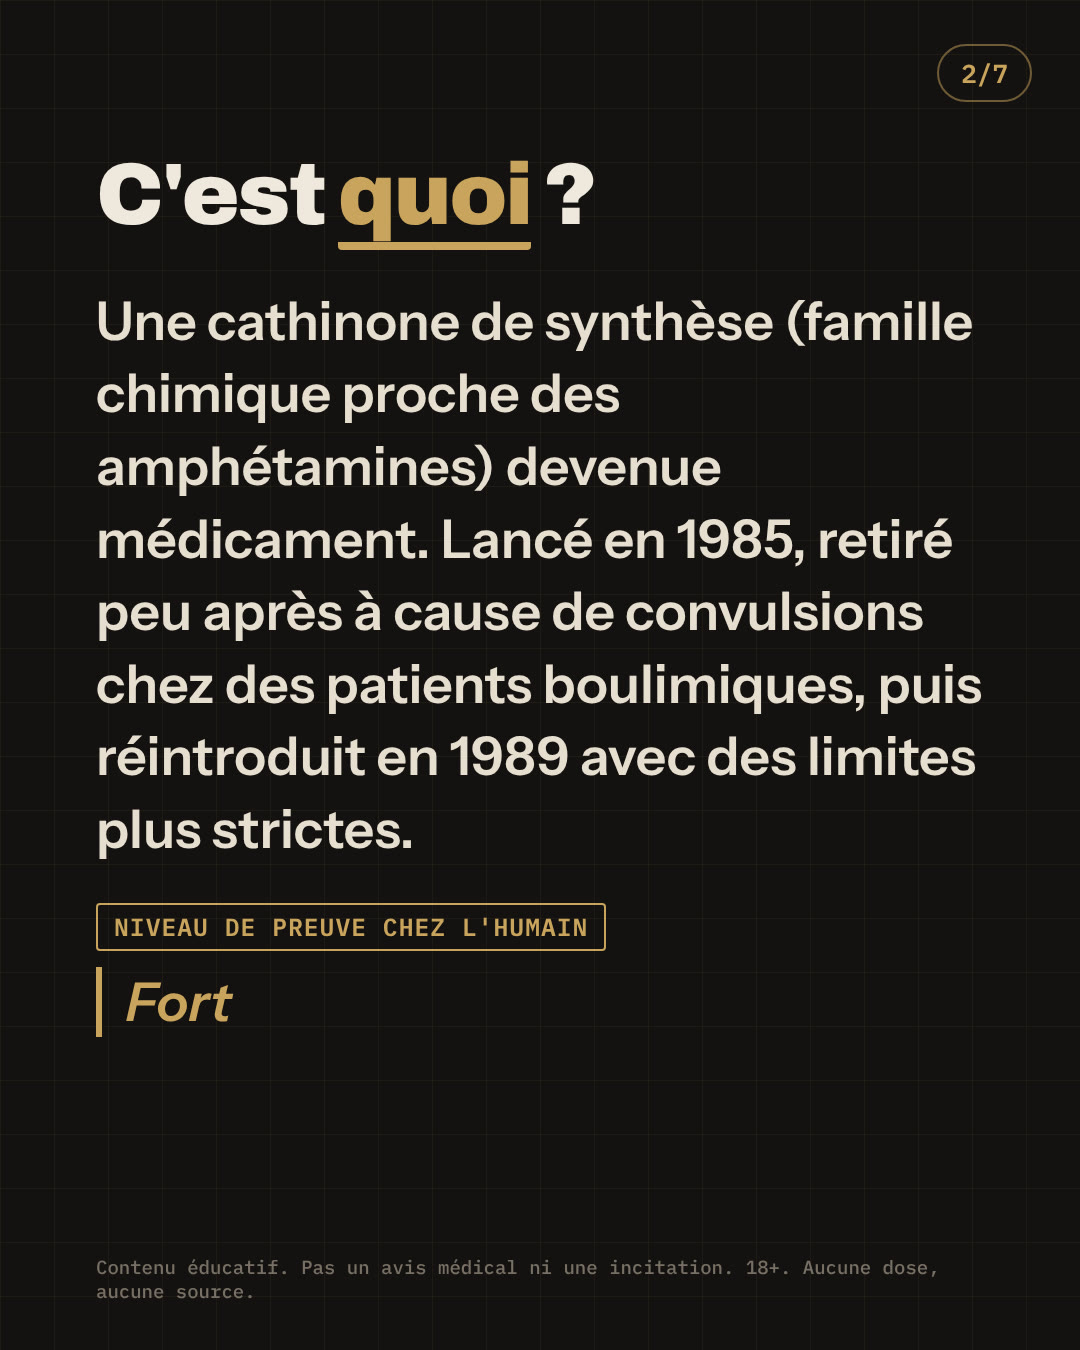 2/7
C'est quoi ?
Une cathinone de synthèse (famille
chimique proche des
amphétamines) devenue
médicament. Lancé en 1985, retiré
peu après à cause de convulsions
chez des patients boulimiques, puis
réintroduit en 1989 avec des limites
plus strictes.
NIVEAU DE PREUVE CHEZ L'HUMAIN
Fort
Contenu éducatif. Pas un avis médical ni une incitation. 18+. Aucune dose,
aucune source.